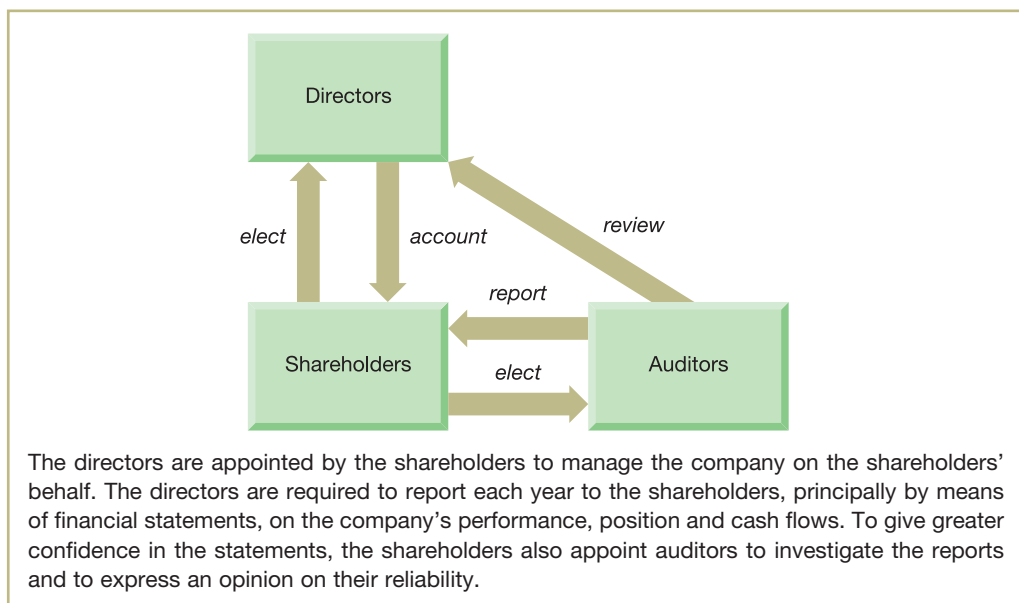 Directors
elect
account
review
report
Shareholders
Auditors
elect
The directors are appointed by the shareholders to manage the company on the shareholders’
behalf. The directors are required to report each year to the shareholders, principally by means
of financial statements, on the company’s performance, position and cash flows. To give greater
confidence in the statements, the shareholders also appoint auditors to investigate the reports
and to express an opinion on their reliability.